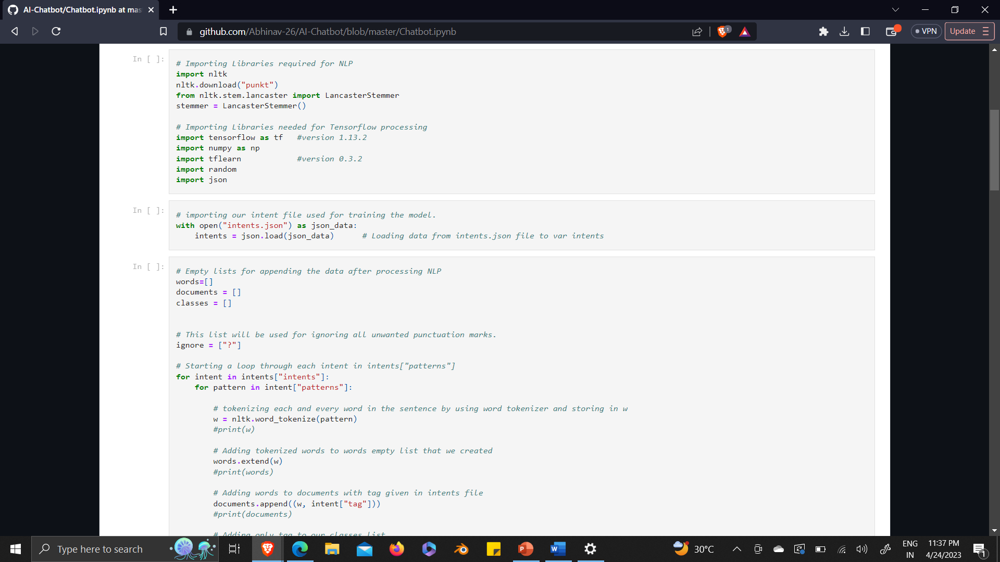 AI-Chatbot/Chatbot.ipynb at mas
github.com/Abhinav-26/AI-Chatbot/blob/master/Chatbot.ipynb
1
VPN
Update
In [ ]:
# Importing Libraries required for NLP
import nltk
nltk.download("punkt")
from nltk.stem.lancaster import LancasterStemmer
stemmer = LancasterStemmer()
# Importing Libraries needed for Tensorflow processing
import tensorflow as tf   #version 1.13.2
import numpy as np
import tflearn            #version 0.3.2
import random
import json
In [ ]:
# importing our intent file used for training the model.
with open("intents.json") as json_data:
    intents = json.load(json_data)      # Loading data from intents.json file to var intents
In [ ]:
# Empty lists for appending the data after processing NLP
words=[]
documents = []
classes = []
# This list will be used for ignoring all unwanted punctuation marks.
ignore = ["?"]
# Starting a loop through each intent in intents["patterns"]
for intent in intents["intents"]:
    for pattern in intent["patterns"]:
        # tokenizing each and every word in the sentence by using word tokenizer and storing in w
        w = nltk.word_tokenize(pattern)
        #print(w)
        # Adding tokenized words to words empty list that we created
        words.extend(w)
        #print(words)
        # Adding words to documents with tag given in intents file
        documents.append((w, intent["tag"]))
        #print(documents)
        # Adding only tag to our classes list
Type here to search
30°C
ENG
IN
11:37 PM
4/24/2023
1